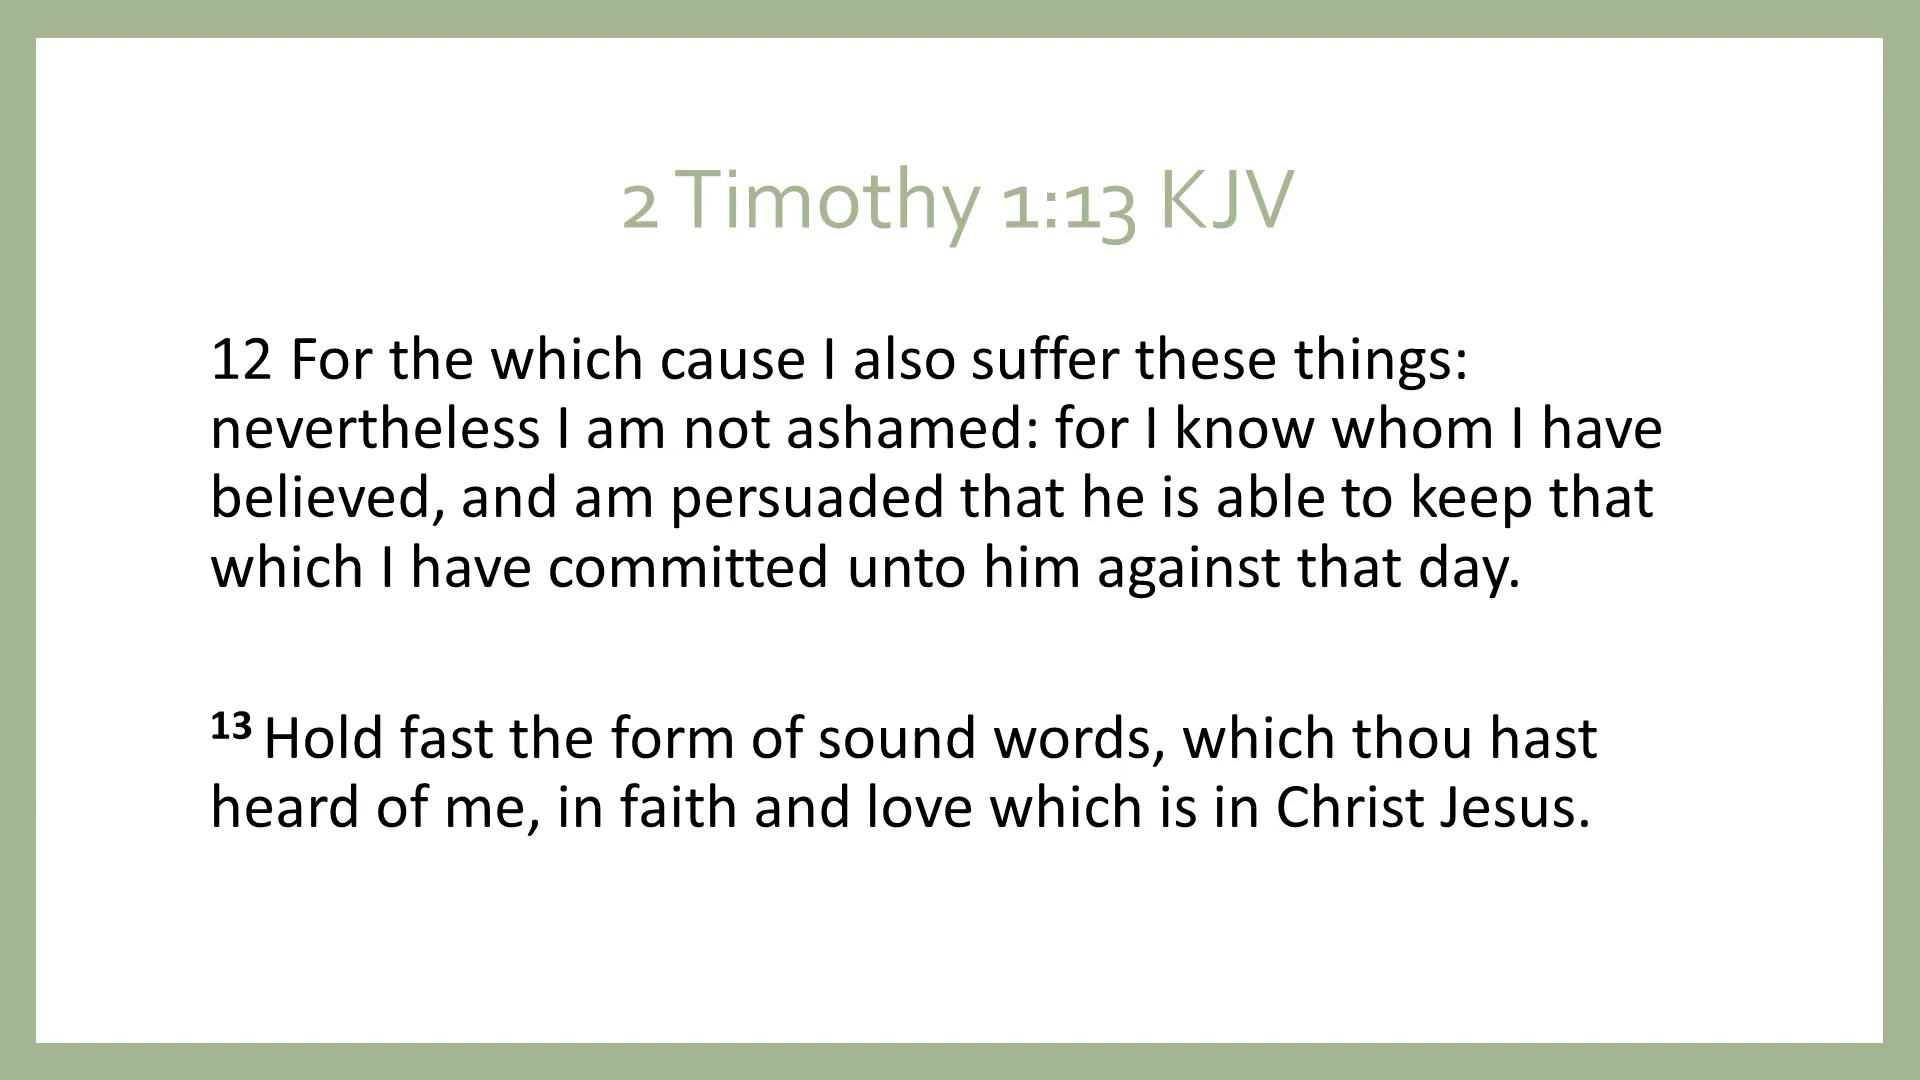 2 Timothy 1:13 KJV
12 For the which cause I also suffer these things:
nevertheless I am not ashamed: for I know whom I have
believed, and am persuaded that he is able to keep that
which I have committed unto him against that day.
13 Hold fast the form of sound words, which thou hast
heard of me, in faith and love which is in Christ Jesus.